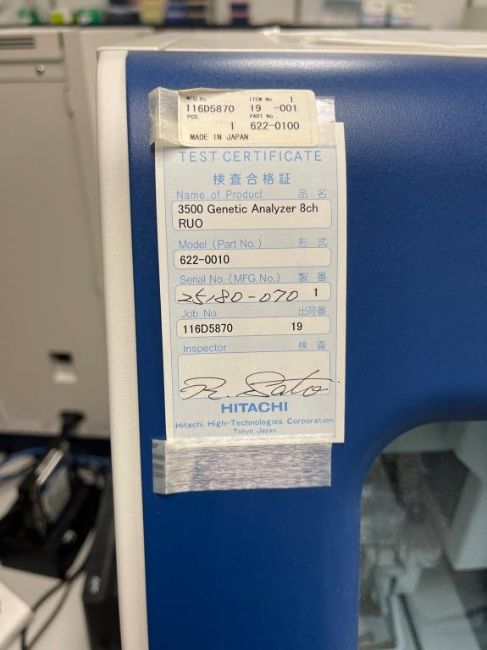 MFG.No ITEM No. 1
116D5870 19 -001
POS. PART No.
1 622-0100
MADE IN JAPAN
TEST CERTIFICATE
検査合格証
Name of Product 品名
3500 Genetic Analyzer 8ch
RUO
Model (Part No.) 形式
622-0010
Serial No. (MFG.No.) 製番
25180-070 1
Job No. 出荷番
116D5870 19
Inspector 検査
R. Sato
HITACHI
Hitachi High-Technologies Corporation
Tokyo Japan